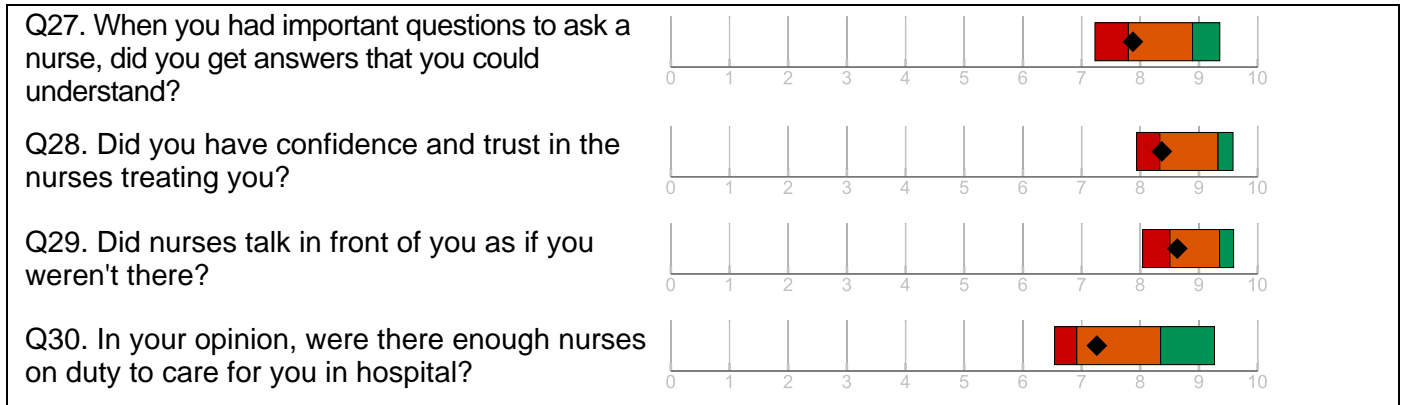 Q27. When you had important questions to ask a
nurse, did you get answers that you could
understand?
0 1 2 3 4 5 6 7 8 9 10
Q28. Did you have confidence and trust in the
nurses treating you?
0 1 2 3 4 5 6 7 8 9 10
Q29. Did nurses talk in front of you as if you
weren't there?
0 1 2 3 4 5 6 7 8 9 10
Q30. In your opinion, were there enough nurses
on duty to care for you in hospital?
0 1 2 3 4 5 6 7 8 9 10